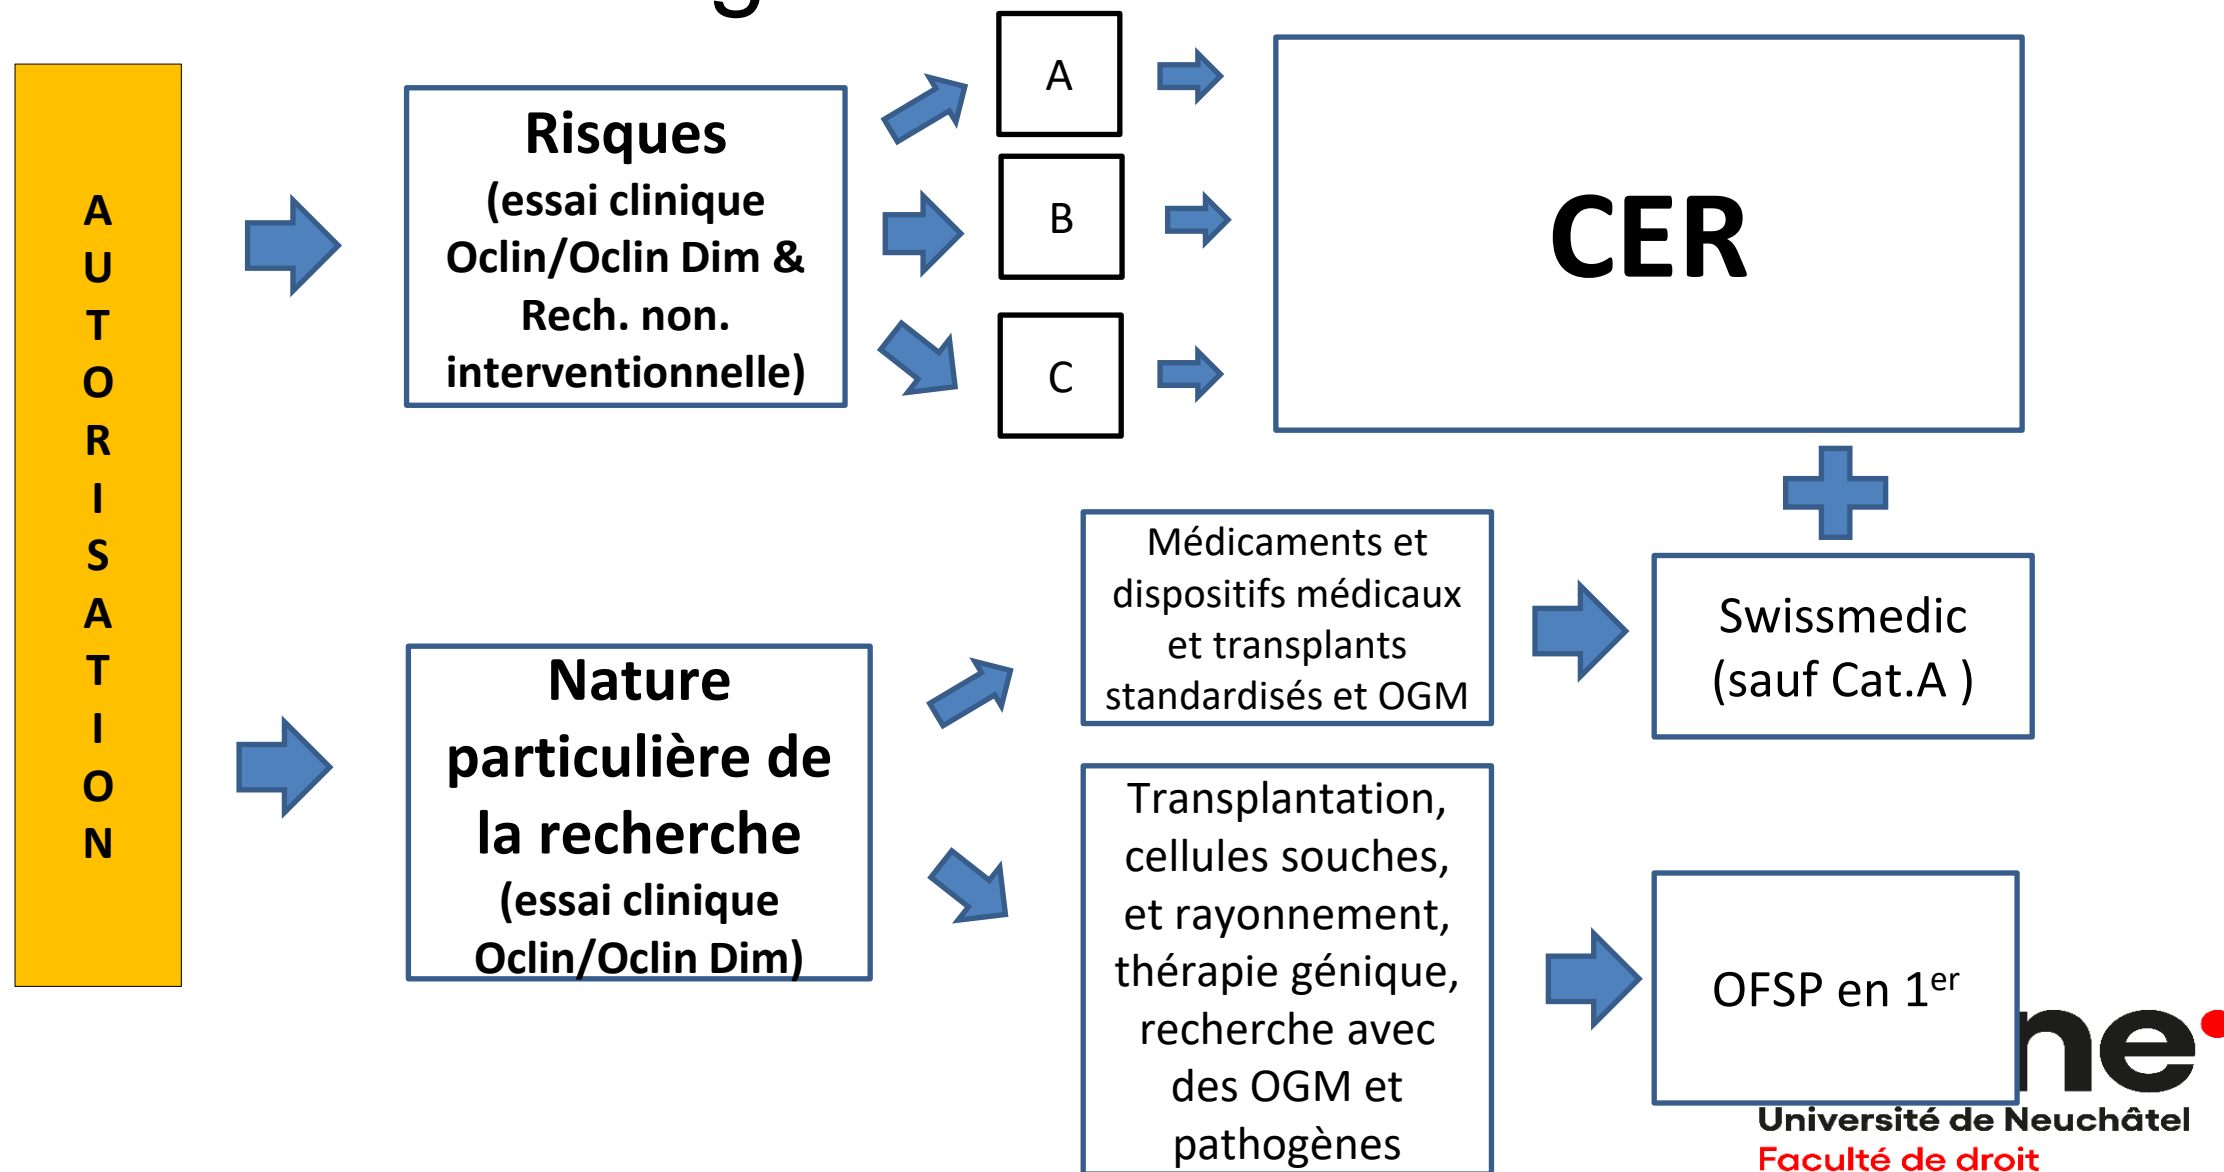 AUTORISATION
Risques
(essai clinique
Oclin/Oclin Dim &
Rech. non.
interventionnelle)
A
B
C
CER
Nature
particulière de
la recherche
(essai clinique
Oclin/Oclin Dim)
Médicaments et
dispositifs médicaux
et transplants
standardisés et OGM
Swissmedic
(sauf Cat.A )
Transplantation,
cellules souches,
et rayonnement,
thérapie génique,
recherche avec
des OGM et
pathogènes
OFSP en 1er
ne
Université de Neuchâtel
Faculté de droit